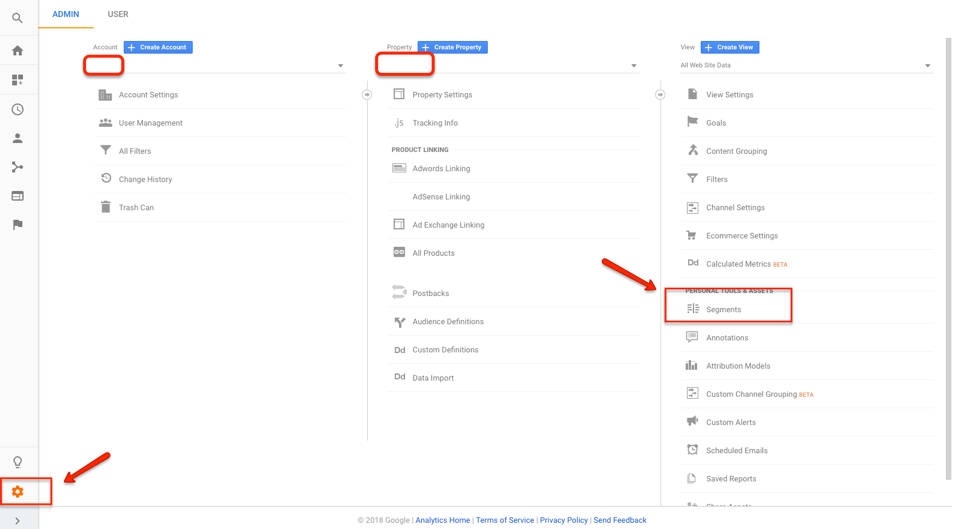 ADMIN USER
Account + Create Account
Account Settings
User Management
All Filters
Change History
Trash Can
Property + Create Property
Property Settings
.js Tracking Info
PRODUCT LINKING
Adwords Linking
AdSense Linking
Ad Exchange Linking
All Products
Postbacks
Audience Definitions
Dd Custom Definitions
Dd Data Import
View + Create View
All Web Site Data
View Settings
Goals
Content Grouping
Filters
Channel Settings
Ecommerce Settings
Dd Calculated Metrics BETA
PERSONAL TOOLS & ASSETS
Segments
Annotations
Attribution Models
Custom Channel Grouping BETA
Custom Alerts
Scheduled Emails
Saved Reports
© 2018 Google | Analytics Home | Terms of Service | Privacy Policy | Send Feedback